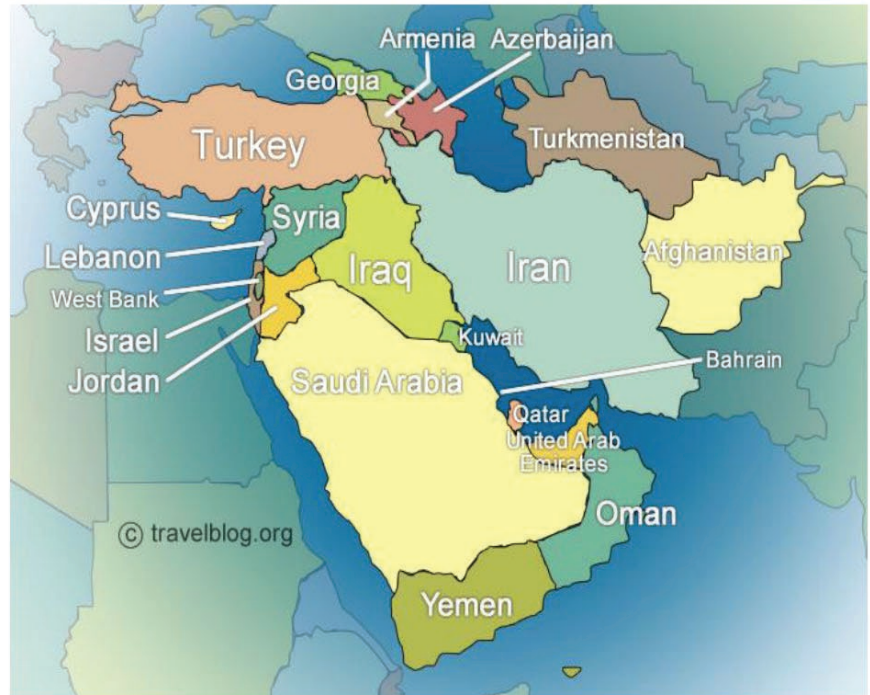 Armenia
Azerbaijan
Georgia
Turkey
Turkmenistan
Cyprus
Syria
Lebanon
Iraq
Iran
Afghanistan
West Bank
Israel
Kuwait
Jordan
Saudi Arabia
Bahrain
Qatar
United Arab
Emirates
Oman
© travelblog.org
Yemen